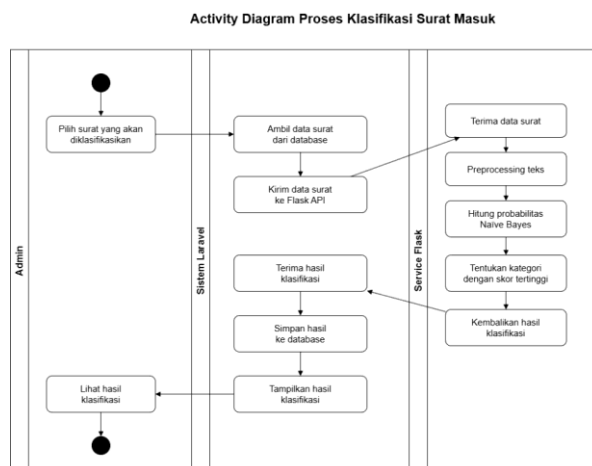 Activity Diagram Proses Klasifikasi Surat Masuk
Admin
Pilih surat yang akan
diklasifikasikan
Lihat hasil
klasifikasi
Sistem Laravel
Ambil data surat
dari database
Kirim data surat
ke Flask API
Terima hasil
klasifikasi
Simpan hasil
ke database
Tampilkan hasil
klasifikasi
Service Flask
Terima data surat
Preprocessing teks
Hitung probabilitas
Naïve Bayes
Tentukan kategori
dengan skor tertinggi
Kembalikan hasil
klasifikasi